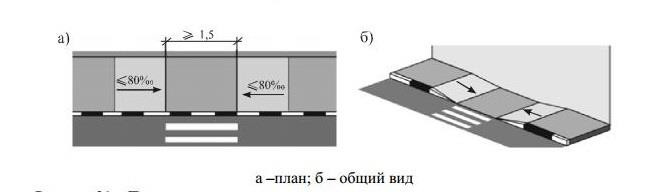 а)
⩾ 1,5
б)
⩽80‰
⩽80‰
а –план; б – общий вид